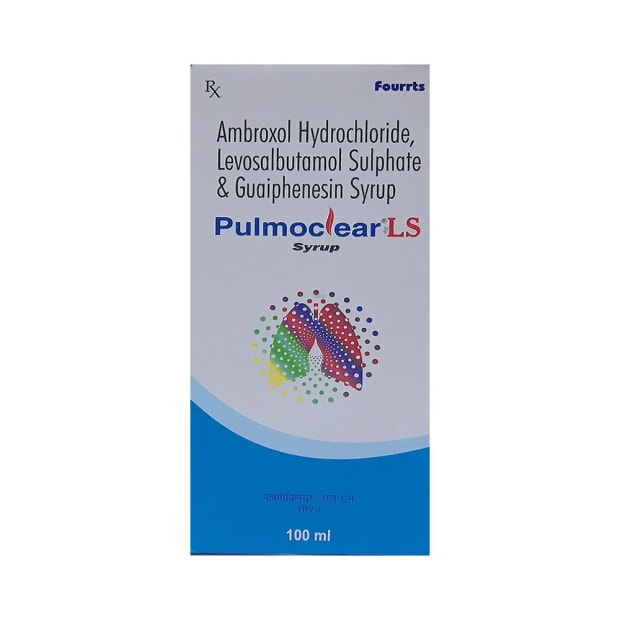 Rx
Fourrts
Ambroxol Hydrochloride,
Levosalbutamol Sulphate
& Guaiphenesin Syrup
Pulmoclear® LS
Syrup
पल्मोक्लियर एल एस
सीरप
100 ml